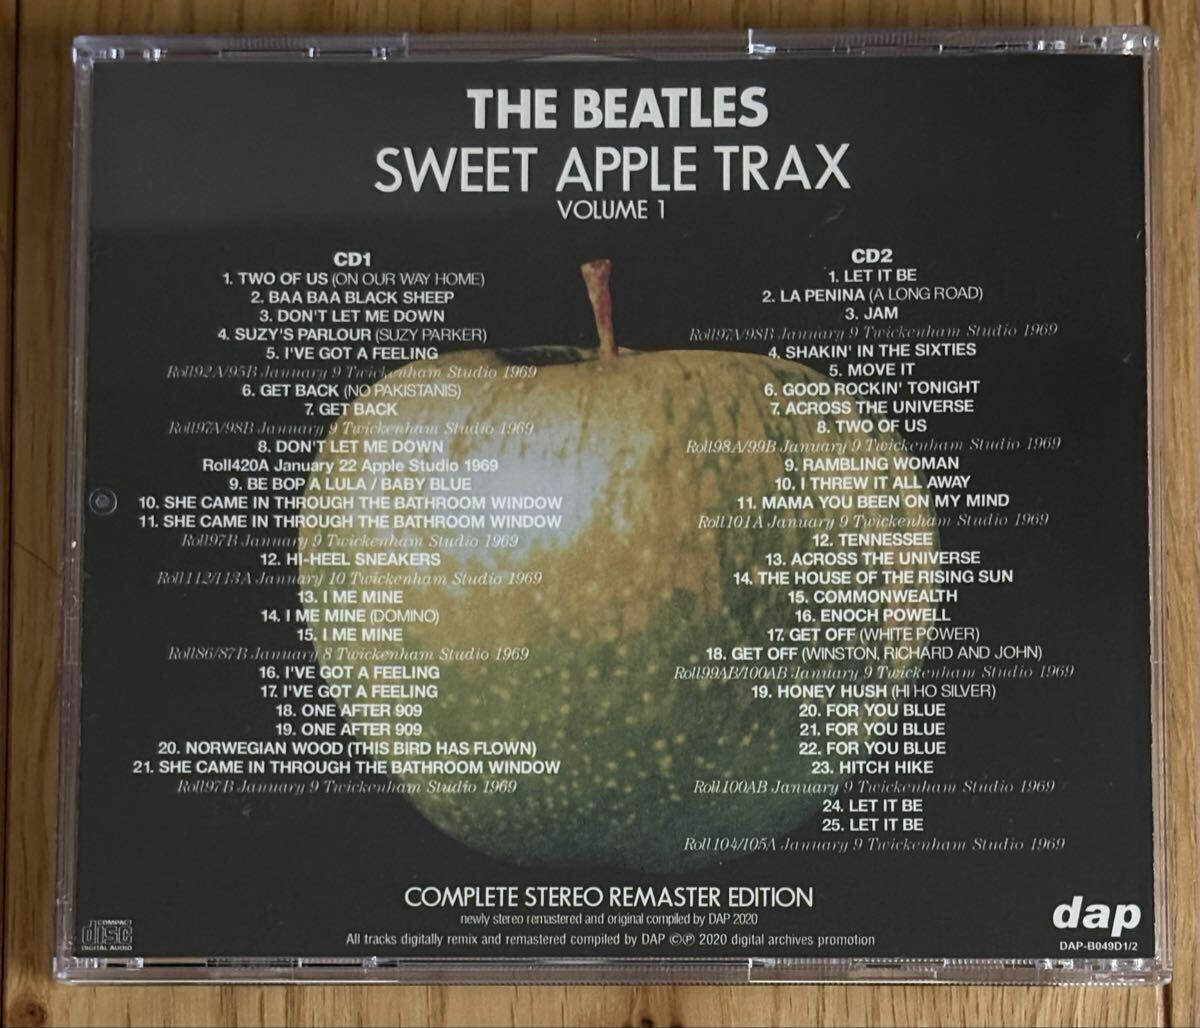 THE BEATLES
SWEET APPLE TRAX
VOLUME 1
CD1
1. TWO OF US (ON OUR WAY HOME)
2. BAA BAA BLACK SHEEP
3. DON'T LET ME DOWN
4. SUZY'S PARLOUR (SUZY PARKER)
5. I'VE GOT A FEELING
Roll92A/95B January 9 Twickenham Studio 1969
6. GET BACK (NO PAKISTANIS)
7. GET BACK
Roll97A/98B January 9 Twickenham Studio 1969
8. DON'T LET ME DOWN
Roll420A January 22 Apple Studio 1969
9. BE BOP A LULA / BABY BLUE
10. SHE CAME IN THROUGH THE BATHROOM WINDOW
11. SHE CAME IN THROUGH THE BATHROOM WINDOW
Roll97B January 9 Twickenham Studio 1969
12. HI-HEEL SNEAKERS
Roll112/113A January 10 Twickenham Studio 1969
13. I ME MINE
14. I ME MINE (DOMINO)
15. I ME MINE
Roll86/87B January 8 Twickenham Studio 1969
16. I'VE GOT A FEELING
17. I'VE GOT A FEELING
18. ONE AFTER 909
19. ONE AFTER 909
20. NORWEGIAN WOOD (THIS BIRD HAS FLOWN)
21. SHE CAME IN THROUGH THE BATHROOM WINDOW
Roll97B January 9 Twickenham Studio 1969
CD2
1. LET IT BE
2. LA PENINA (A LONG ROAD)
3. JAM
Roll97A/98B January 9 Twickenham Studio 1969
4. SHAKIN' IN THE SIXTIES
5. MOVE IT
6. GOOD ROCKIN' TONIGHT
7. ACROSS THE UNIVERSE
8. TWO OF US
Roll98A/99B January 9 Twickenham Studio 1969
9. RAMBLING WOMAN
10. I THREW IT ALL AWAY
11. MAMA YOU BEEN ON MY MIND
Roll101A January 9 Twickenham Studio 1969
12. TENNESSEE
13. ACROSS THE UNIVERSE
14. THE HOUSE OF THE RISING SUN
15. COMMONWEALTH
16. ENOCH POWELL
17. GET OFF (WHITE POWER)
18. GET OFF (WINSTON, RICHARD AND JOHN)
Roll99AB/100AB January 9 Twickenham Studio 1969
19. HONEY HUSH (HI HO SILVER)
20. FOR YOU BLUE
21. FOR YOU BLUE
22. FOR YOU BLUE
23. HITCH HIKE
Roll100AB January 9 Twickenham Studio 1969
24. LET IT BE
25. LET IT BE
Roll104/105A January 9 Twickenham Studio 1969
COMPLETE STEREO REMASTER EDITION
newly stereo remastered and original compiled by DAP 2020
All tracks digitally remix and remastered compiled by DAP ©℗ 2020 digital archives promotion
COMPACT
disc
DIGITAL AUDIO
dap
DAP-B049D1/2